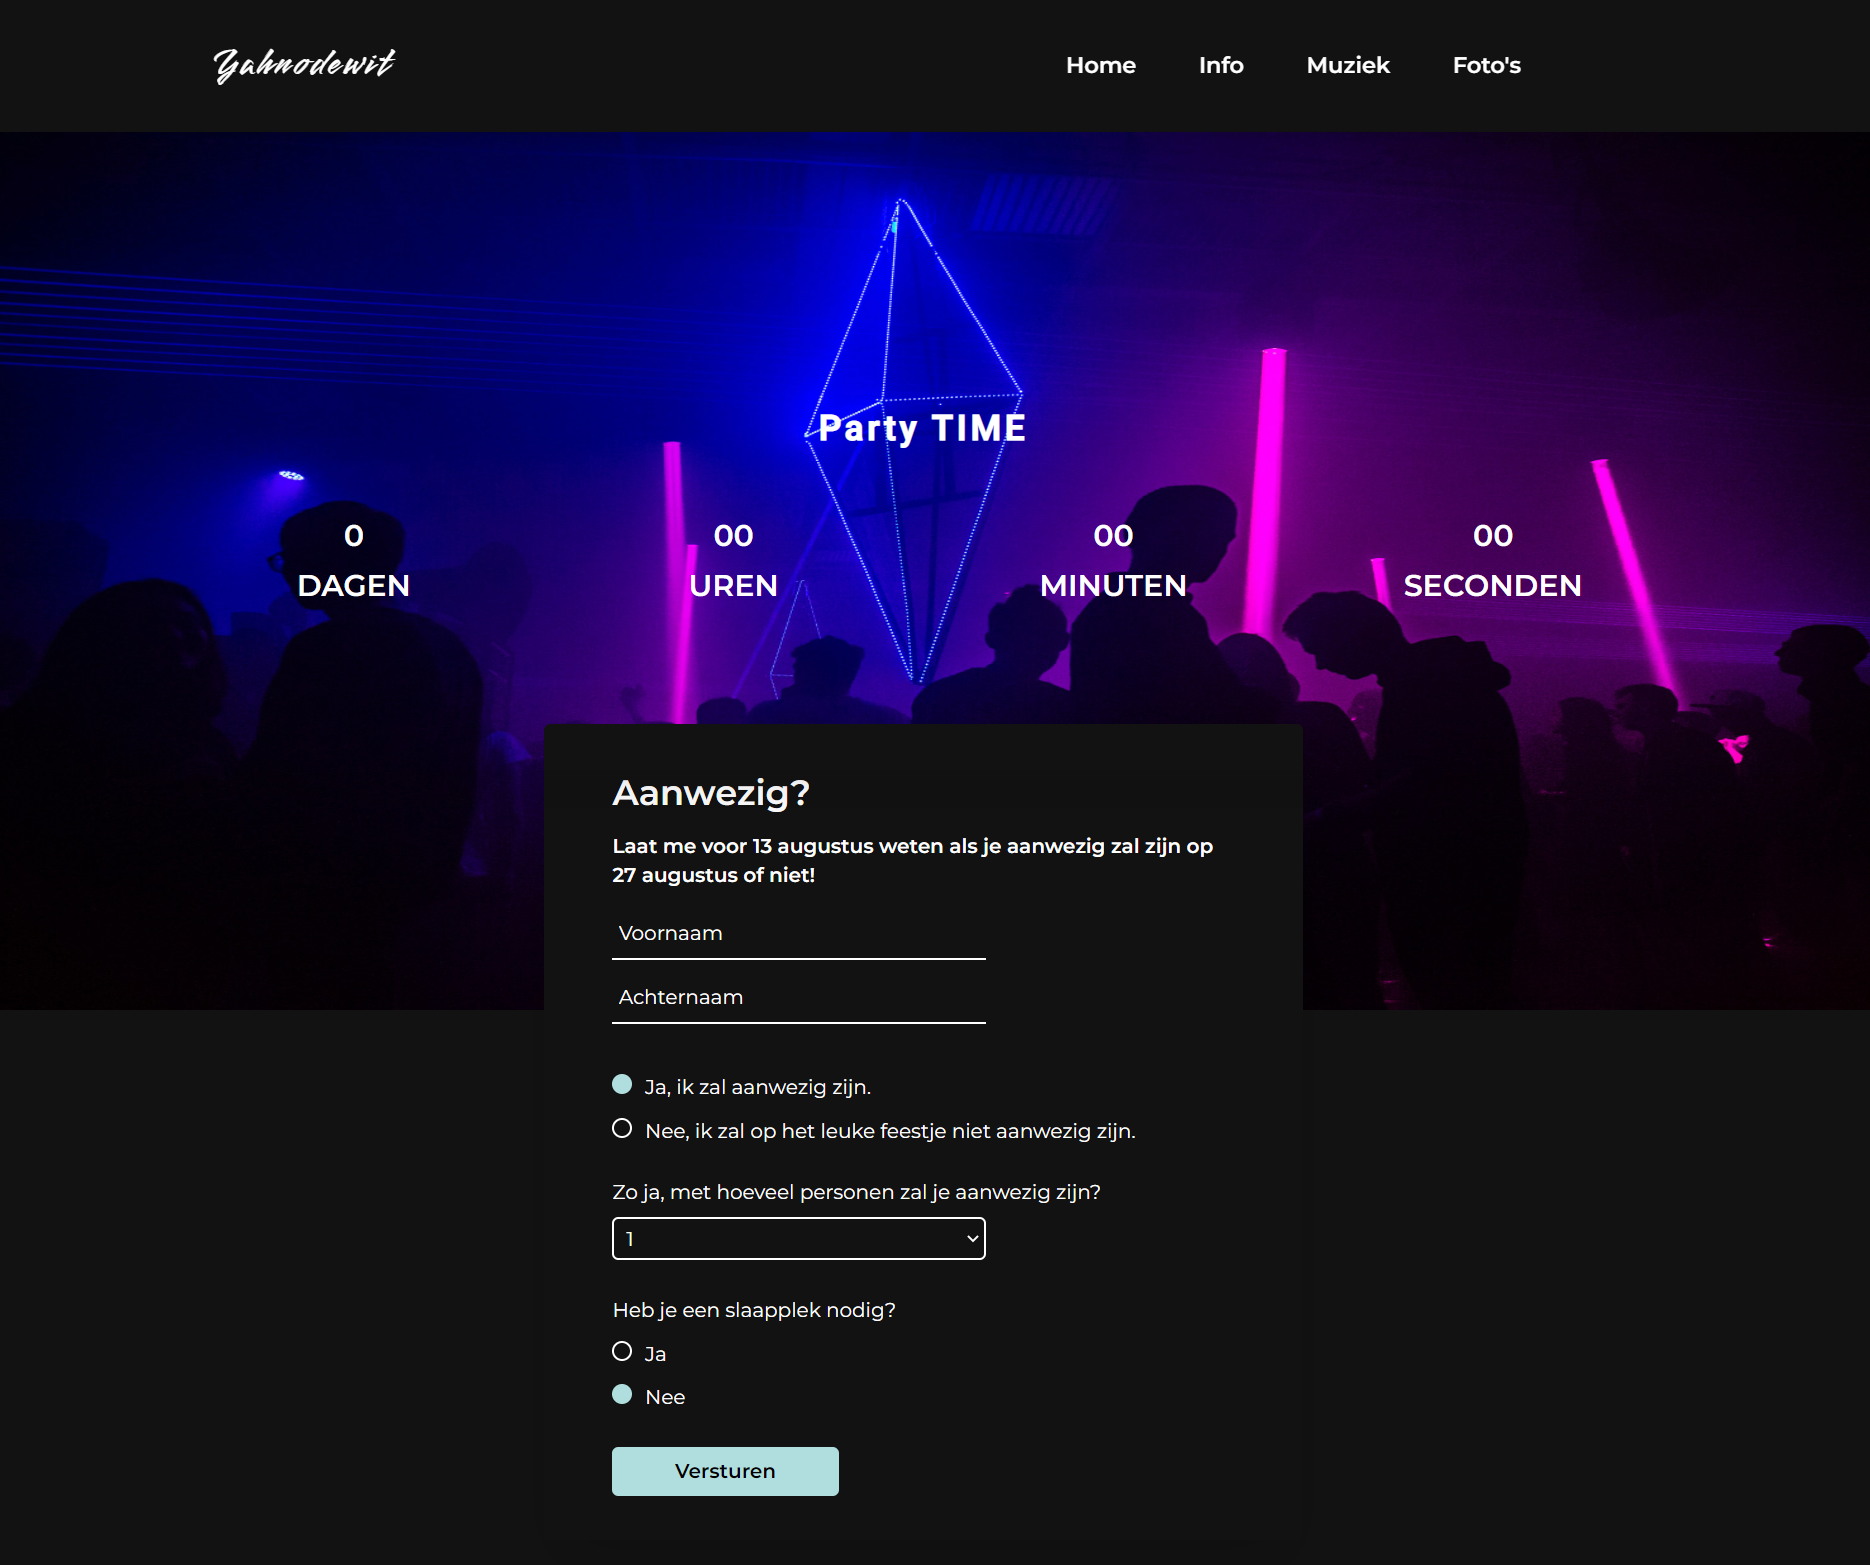 Yahnodewit
Home Info Muziek Foto's
Party TIME
0 00 00 00
DAGEN UREN MINUTEN SECONDEN
Aanwezig?
Laat me voor 13 augustus weten als je aanwezig zal zijn op
27 augustus of niet!
Voornaam
Achternaam
Ja, ik zal aanwezig zijn.
Nee, ik zal op het leuke feestje niet aanwezig zijn.
Zo ja, met hoeveel personen zal je aanwezig zijn?
1
Heb je een slaapplek nodig?
Ja
Nee
Versturen